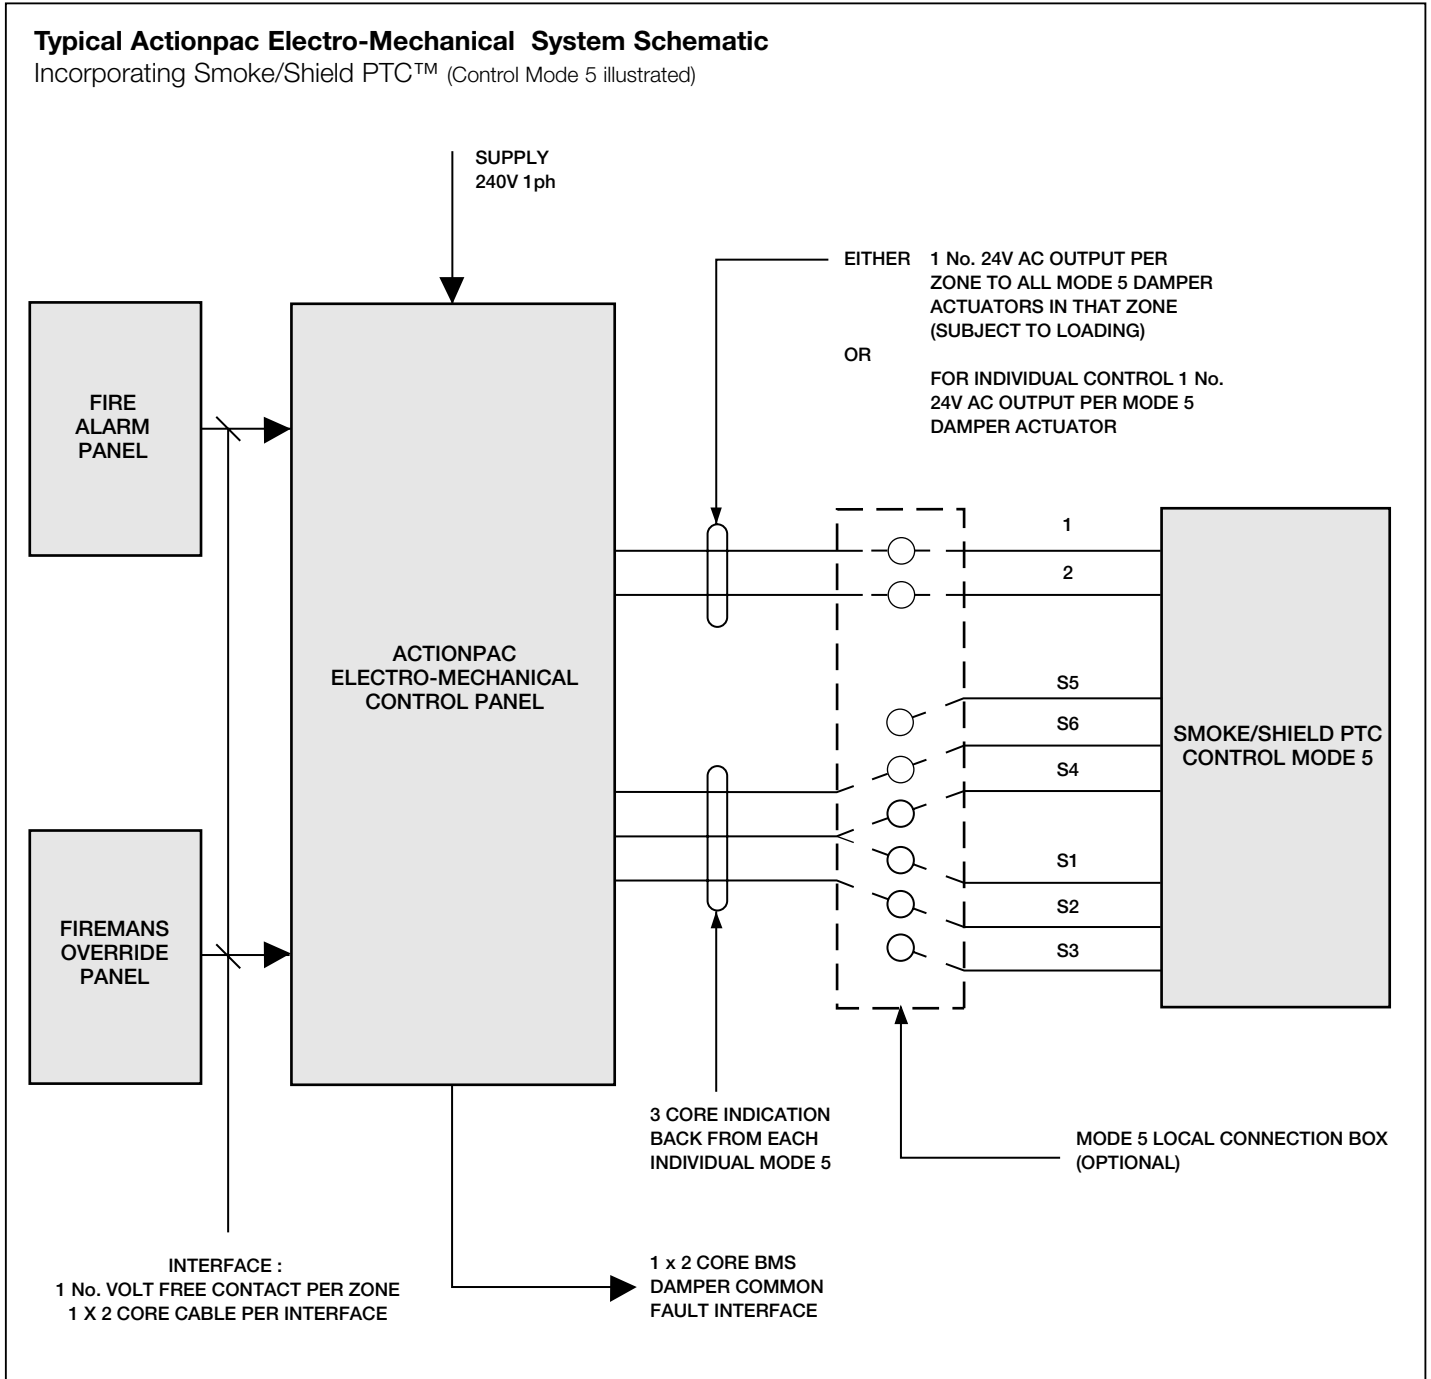 Typical Actionpac Electro-Mechanical System Schematic
Incorporating Smoke/Shield PTC™ (Control Mode 5 illustrated)
SUPPLY
240V 1ph
EITHER 1 No. 24V AC OUTPUT PER
ZONE TO ALL MODE 5 DAMPER
ACTUATORS IN THAT ZONE
(SUBJECT TO LOADING)
OR
FOR INDIVIDUAL CONTROL 1 No.
24V AC OUTPUT PER MODE 5
DAMPER ACTUATOR
FIRE
ALARM
PANEL
ACTIONPAC
ELECTRO-MECHANICAL
CONTROL PANEL
1
2
S5
S6
S4
S1
S2
S3
SMOKE/SHIELD PTC
CONTROL MODE 5
FIREMANS
OVERRIDE
PANEL
3 CORE INDICATION
BACK FROM EACH
INDIVIDUAL MODE 5
MODE 5 LOCAL CONNECTION BOX
(OPTIONAL)
INTERFACE :
1 No. VOLT FREE CONTACT PER ZONE
1 X 2 CORE CABLE PER INTERFACE
1 x 2 CORE BMS
DAMPER COMMON
FAULT INTERFACE